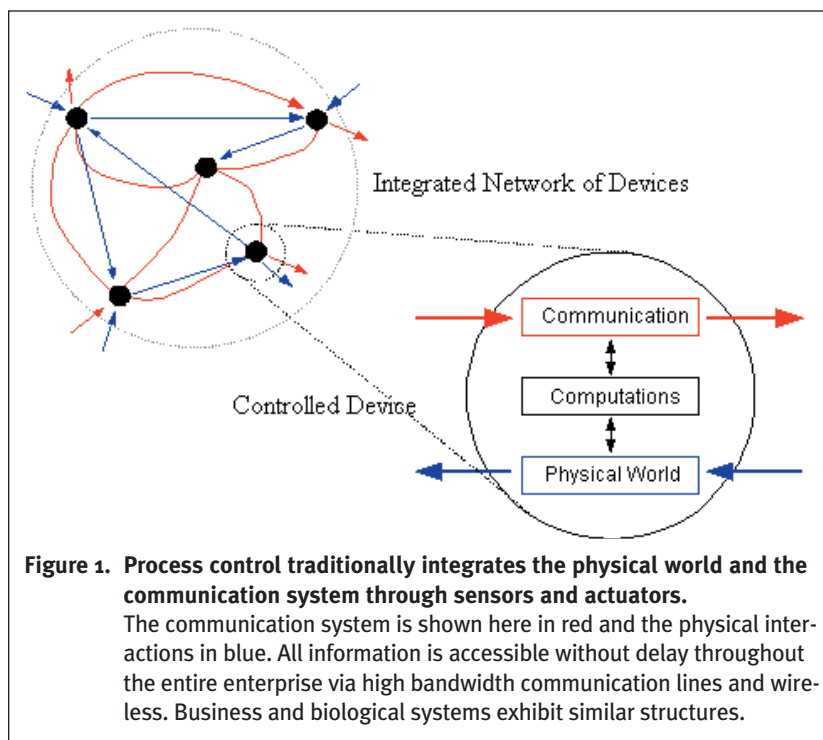 Integrated Network of Devices
Communication
Controlled Device
Computations
Physical World
Figure 1. Process control traditionally integrates the physical world and the
communication system through sensors and actuators.
The communication system is shown here in red and the physical inter-
actions in blue. All information is accessible without delay throughout
the entire enterprise via high bandwidth communication lines and wire-
less. Business and biological systems exhibit similar structures.